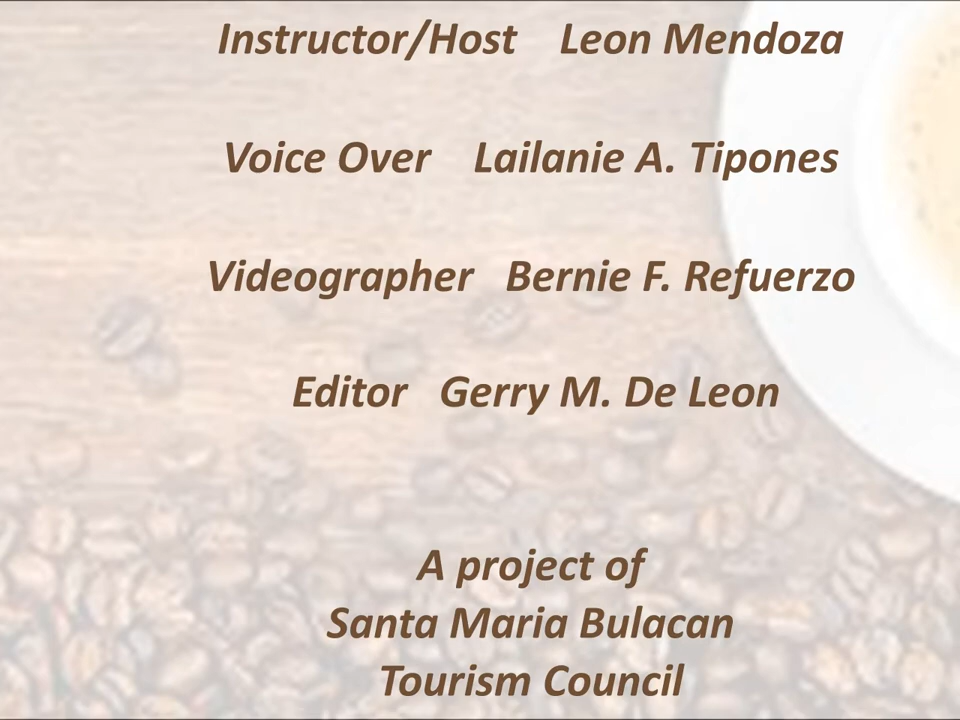 Instructor/Host Leon Mendoza
Voice Over Lailanie A. Tipones
Videographer Bernie F. Refuerzo
Editor Gerry M. De Leon
A project of
Santa Maria Bulacan
Tourism Council